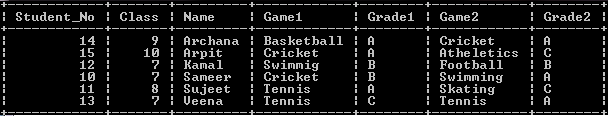 Student_No | Class | Name | Game1 | Grade1 | Game2 | Grade2
14 | 9 | Archana | Basketball | A | Cricket | A
15 | 10 | Arpit | Cricket | A | Atheletics | C
12 | 7 | Kamal | Swimmig | B | Football | B
10 | 7 | Sameer | Cricket | B | Swimming | A
11 | 8 | Sujeet | Tennis | A | Skating | C
13 | 7 | Veena | Tennis | C | Tennis | A